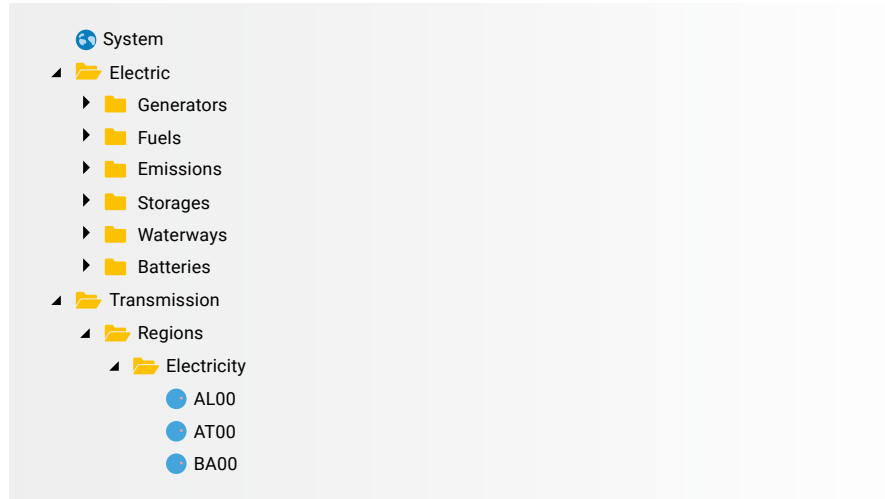 System
Electric
Generators
Fuels
Emissions
Storages
Waterways
Batteries
Transmission
Regions
Electricity
AL00
AT00
BA00